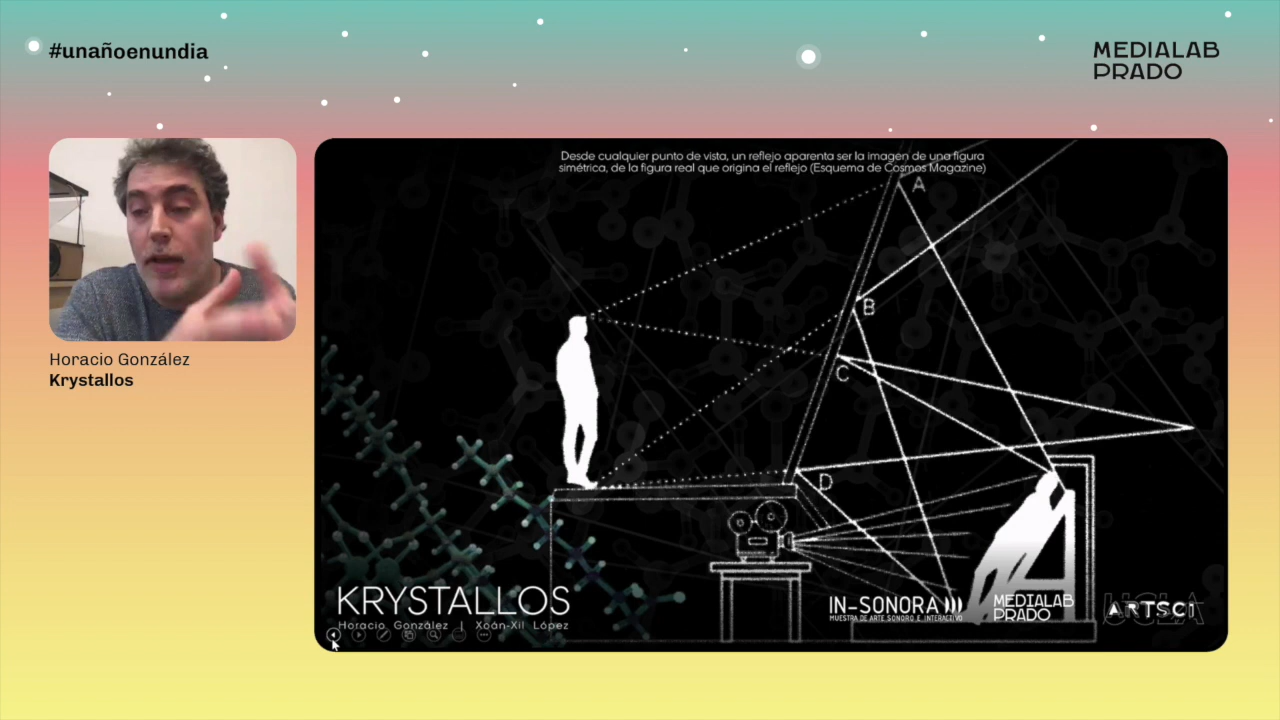 #unañoenundia
MEDIALAB
PRADO
Horacio González
Krystallos
Desde cualquier punto de vista, un reflejo aparenta ser la imagen de una figura
simétrica, de la figura real que origina el reflejo (Esquema de Cosmos Magazine)
A
B
C
D
KRYSTALLOS
Horacio González | Xoán-Xil López
IN-SONORA
MUESTRA DE ARTE SONORO E INTERACTIVO
MEDIALAB
PRADO
UCLA
ARTSCI